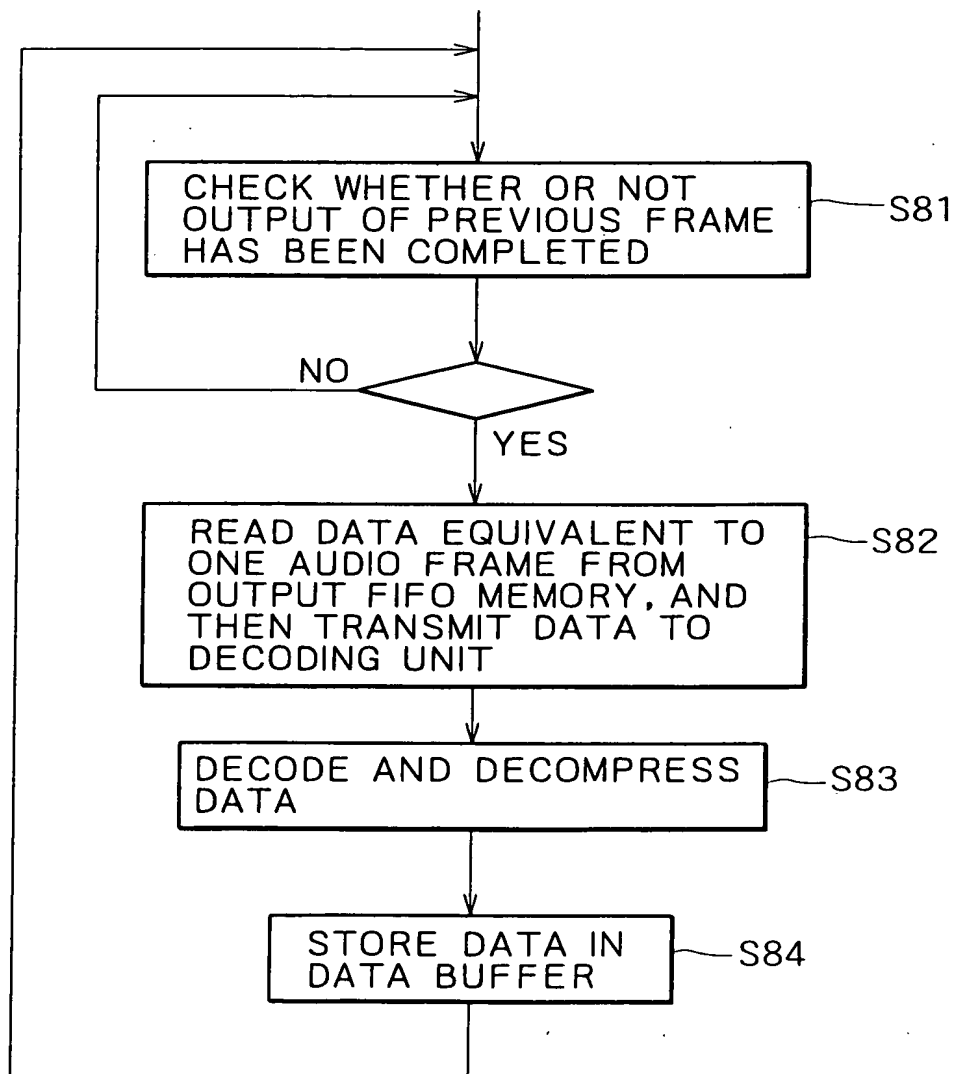 CHECK WHETHER OR NOT
OUTPUT OF PREVIOUS FRAME
HAS BEEN COMPLETED
S81
NO
YES
READ DATA EQUIVALENT TO
ONE AUDIO FRAME FROM
OUTPUT FIFO MEMORY, AND
THEN TRANSMIT DATA TO
DECODING UNIT
S82
DECODE AND DECOMPRESS
DATA
S83
STORE DATA IN
DATA BUFFER
S84